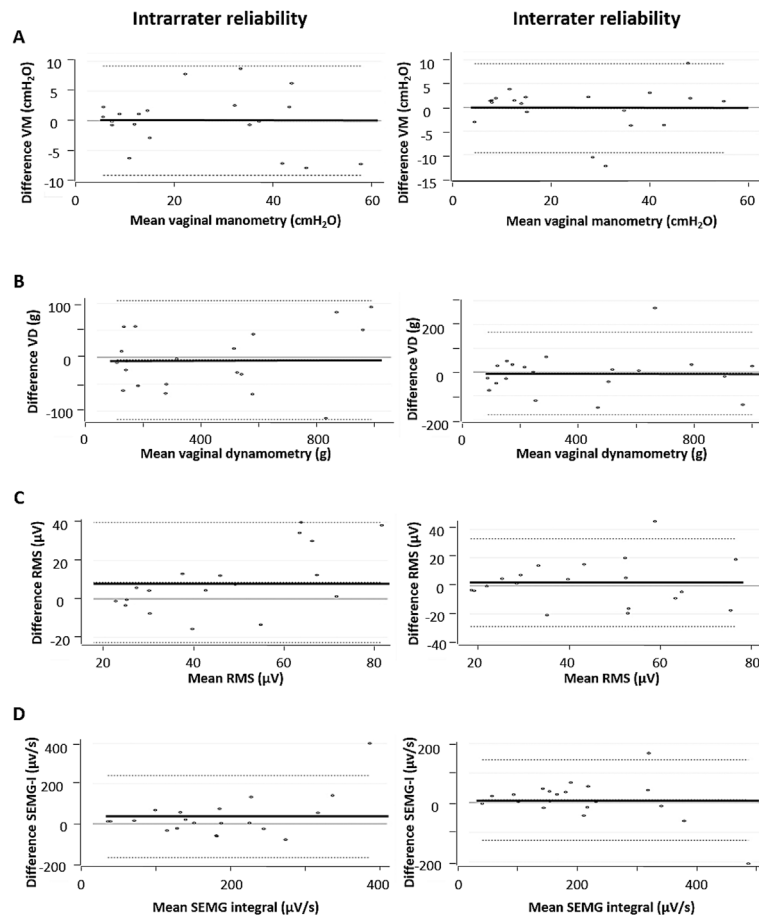 Intrarrater reliability
Interrater reliability
A
Difference VM (cmH₂O)
10
5
0
-5
-10
0
20
40
60
Mean vaginal manometry (cmH₂O)
Difference VM (cmH₂O)
10
5
0
-5
-10
-15
0
20
40
60
Mean vaginal manometry (cmH₂O)
B
Difference VD (g)
100
0
-100
0
400
800
Mean vaginal dynamometry (g)
Difference VD (g)
200
0
-200
0
400
800
Mean vaginal dynamometry (g)
C
Difference RMS (µV)
40
20
0
-20
20
40
60
80
Mean RMS (µV)
Difference RMS (µV)
40
20
0
-20
-40
20
40
60
80
Mean RMS (µV)
D
Difference SEMG-I (µv/s)
400
200
0
-200
0
200
400
Mean SEMG integral (µV/s)
Difference SEMG-I (µv/s)
200
0
-200
0
200
400
Mean SEMG integral (µV/s)